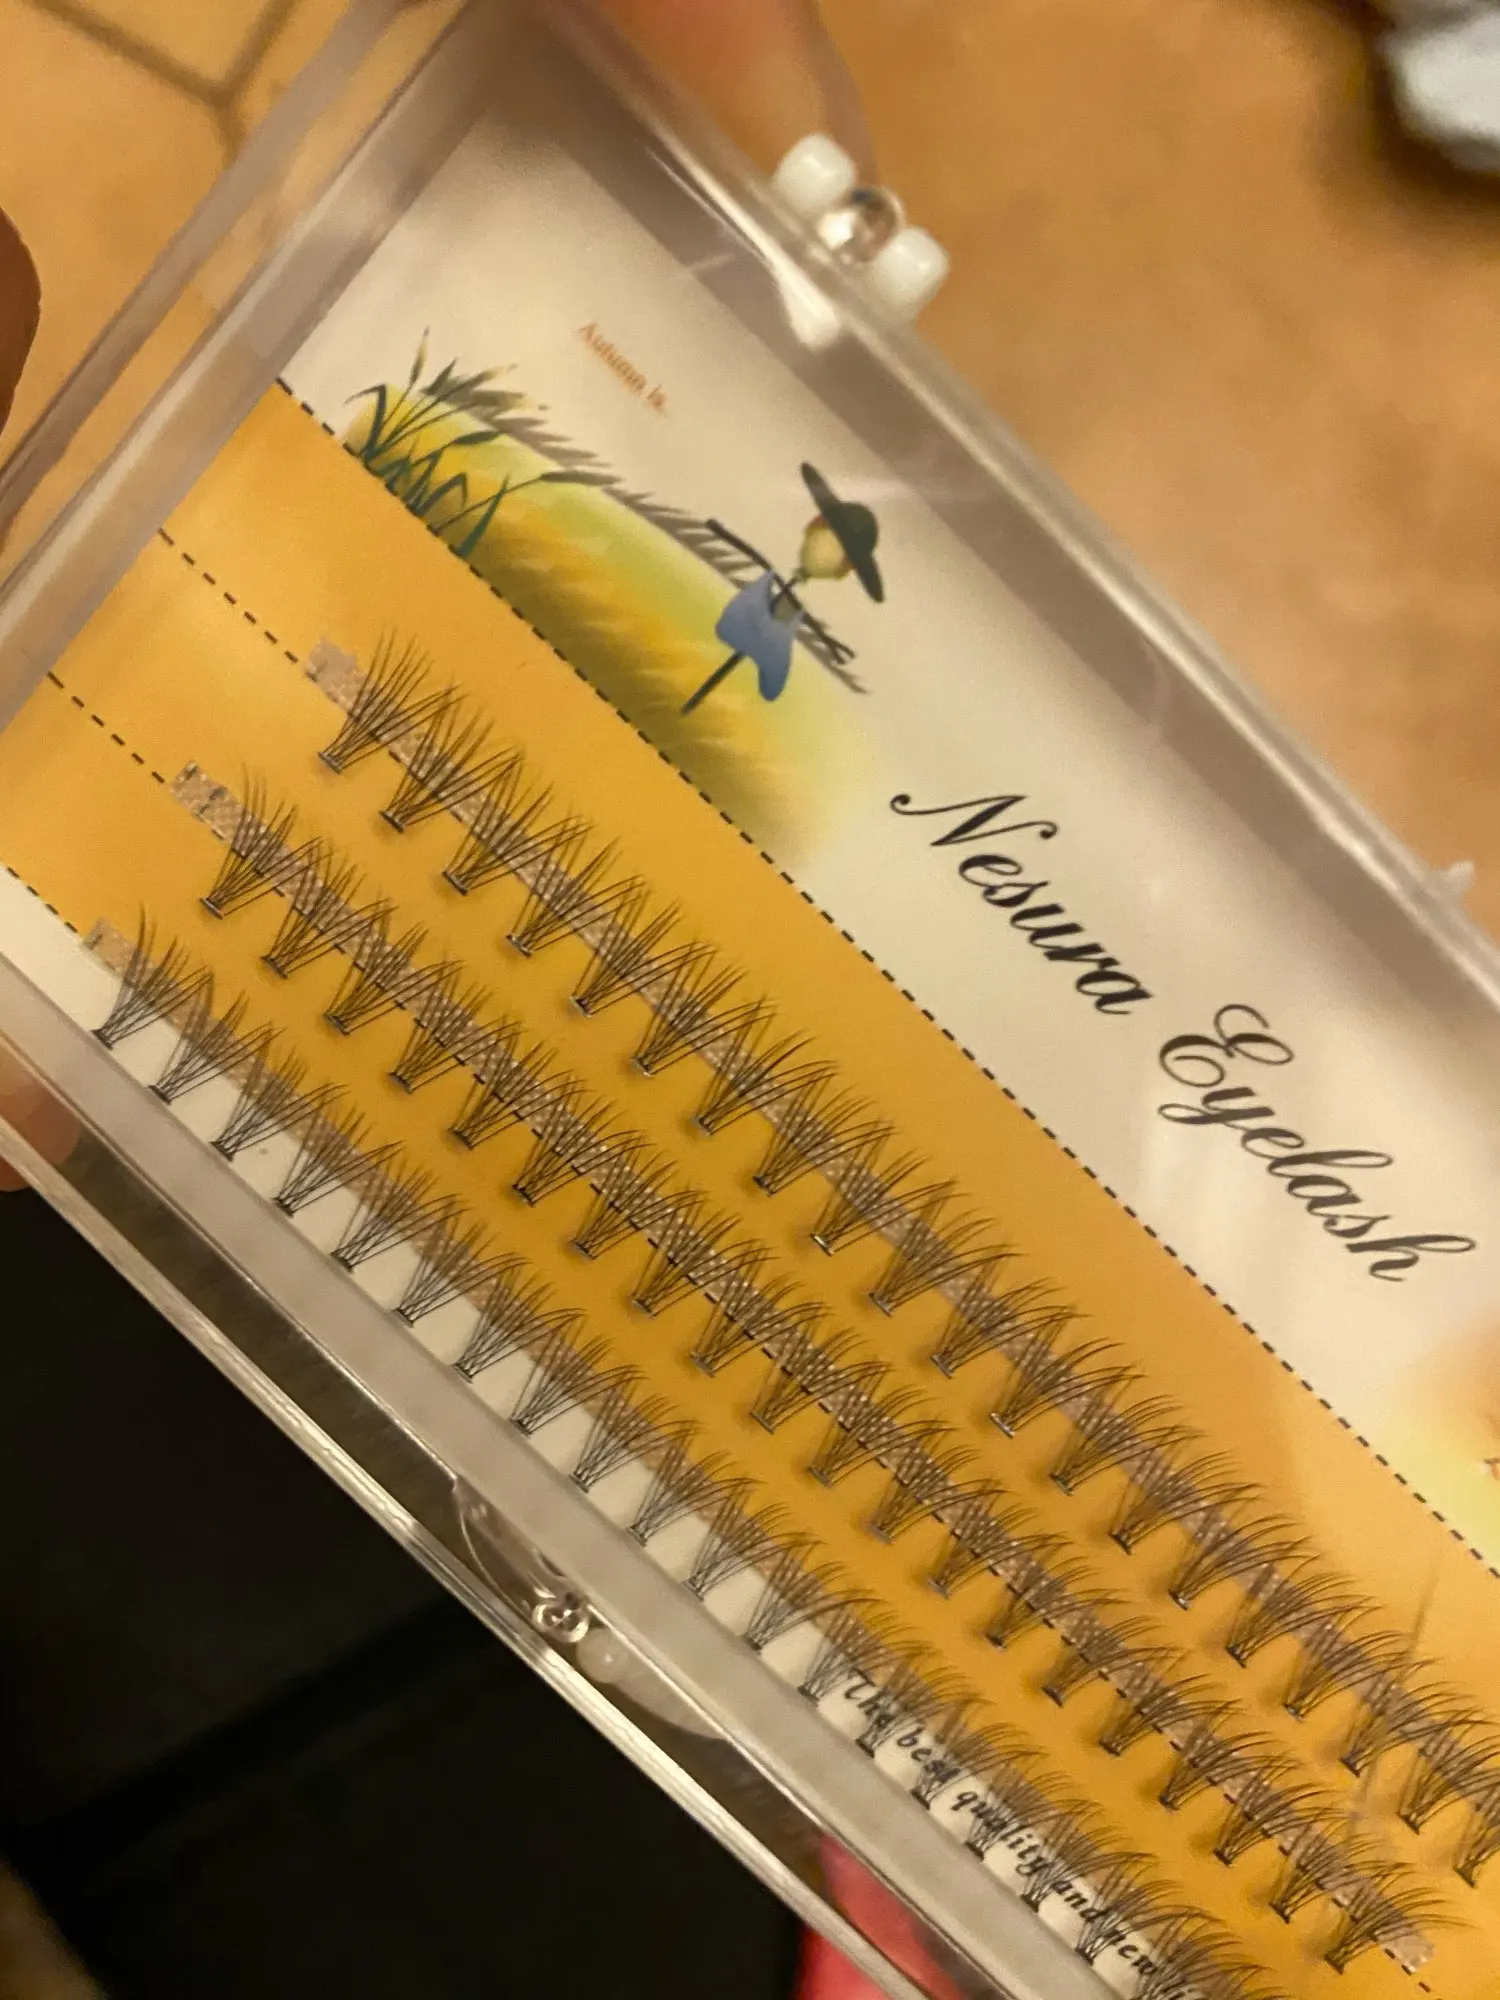 Autumn is
Nesura Eyelash
The best quality and new